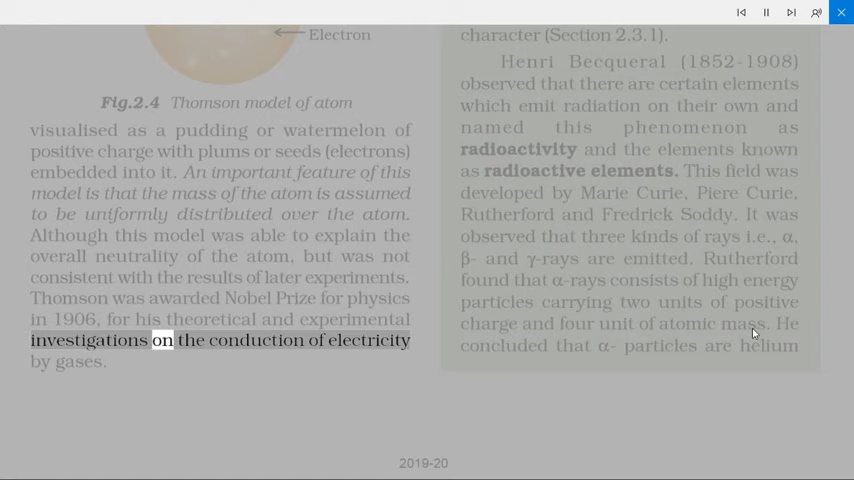 Electron
Fig.2.4 Thomson model of atom
visualised as a pudding or watermelon of
positive charge with plums or seeds (electrons)
embedded into it. An important feature of this
model is that the mass of the atom is assumed
to be uniformly distributed over the atom.
Although this model was able to explain the
overall neutrality of the atom, but was not
consistent with the results of later experiments.
Thomson was awarded Nobel Prize for physics
in 1906, for his theoretical and experimental
investigations on the conduction of electricity
by gases.
character (Section 2.3.1).
Henri Becqueral (1852-1908)
observed that there are certain elements
which emit radiation on their own and
named this phenomenon as
radioactivity and the elements known
as radioactive elements. This field was
developed by Marie Curie, Piere Curie,
Rutherford and Fredrick Soddy. It was
observed that three kinds of rays i.e., α,
β- and γ-rays are emitted. Rutherford
found that α-rays consists of high energy
particles carrying two units of positive
charge and four unit of atomic mass. He
concluded that α- particles are helium
2019-20